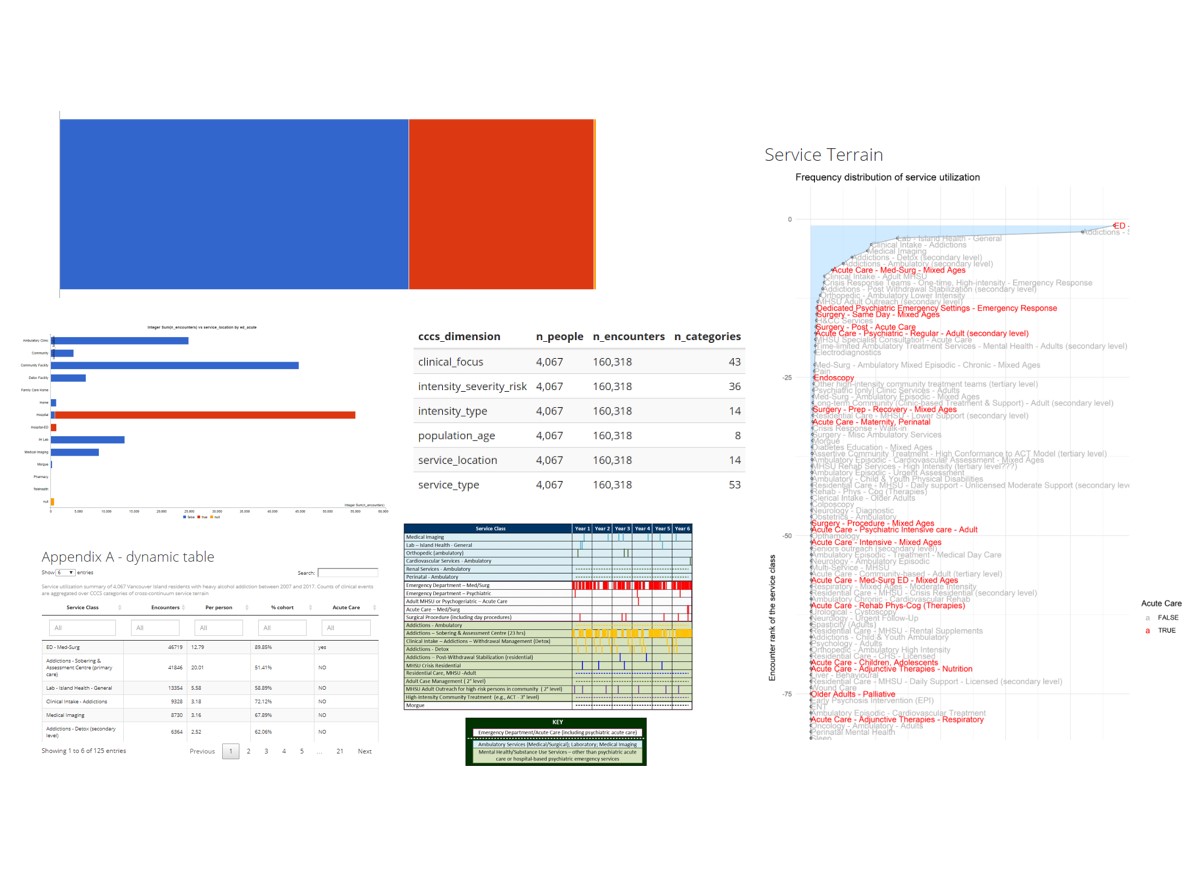 Integer Sum(n_encounters) vs service_location by ed_acute
Ambulatory Clinic
Community
Community Facility
Detox Facility
Family Care Home
Home
Hospital
Hospital-ED
IH Lab
Medical Imaging
Morgue
Pharmacy
Telehealth
null
Integer Sum(n_encounters)
0
5,000
10,000
15,000
20,000
25,000
30,000
35,000
40,000
45,000
50,000
55,000
60,000
cccs_dimension n_people n_encounters n_categories
clinical_focus 4,067 160,318 43
intensity_severity_risk 4,067 160,318 36
intensity_type 4,067 160,318 14
population_age 4,067 160,318 8
service_location 4,067 160,318 14
service_type 4,067 160,318 53
Appendix A - dynamic table
Show 6 entries
Search:
Service utilization summary of 4,067 Vancouver Island residents with heavy alcohol addiction between 2007 and 2017. Counts of clinical events
are aggregated over CCCS categories of cross-continuum service terrain.
Service Class Encounters Per person % cohort Acute Care
All All All All All
ED - Med-Surg 46719 12.79 89.88% yes
Addictions - Sobering &
Assessment Centre (primary
care) 41846 20.01 51.41% NO
Lab - Island Health - General 13354 5.58 58.89% NO
Clinical Intake - Addictions 9328 3.18 72.12% NO
Medical Imaging 8730 3.16 67.89% NO
Addictions - Detox (secondary
level) 6364 2.52 62.06% NO
Showing 1 to 6 of 125 entries
Previous 1 2 3 4 5 ... 21 Next
Service Class Year 1 Year 2 Year 3 Year 4 Year 5 Year 6
Medical Imaging
Lab – Island Health - General
Orthopedic (ambulatory)
Cardiovascular Services - Ambulatory
Renal Services - Ambulatory
Perinatal - Ambulatory
Emergency Department – Med/Surg
Emergency Department – Psychiatric
Adult MHSU or Psychogeriatric – Acute Care
Acute Care – Med/Surg
Surgical Procedure (including day procedures)
Addictions - Ambulatory
Addictions – Sobering & Assessment Centre (23 hrs)
Clinical Intake – Addictions – Withdrawal Management (Detox)
Addictions - Detox
Addictions - Post-Withdrawal Stabilization (residential)
MHSU Crisis Residential
Residential Care, MHSU -Adult
Adult Case Management ( 2° level)
MHSU Adult Outreach for high risk persons in community ( 2° level)
High-Intensity Community Treatment (e.g., ACT - 3° level)
Morgue
KEY
Emergency Department/Acute Care (including psychiatric acute care)
Ambulatory Services (Medical/Surgical); Laboratory; Medical Imaging
Mental Health/Substance Use Services – other than psychiatric acute
care or hospital-based psychiatric emergency services
Service Terrain
Frequency distribution of service utilization
0
-25
-50
-75
Encounter rank of the service class
ED -
Addictions - S
Lab - Island Health - General
Clinical Intake - Addictions
Medical Imaging
Addictions - Detox (secondary level)
Addictions - Ambulatory (secondary level)
Acute Care - Med-Surg - Mixed Ages
Clinical Intake - Adult MHSU
Crisis Response Teams - One-time, High-intensity - Emergency Response
Addictions - Post Withdrawal Stabilization (secondary level)
Orthopedic - Ambulatory Lower Intensity
MHSU Adult Outreach (secondary level)
Dedicated Psychiatric Emergency Settings - Emergency Response
Surgery - Same Day - Mixed Ages
Surgery - Post - Acute Care
Acute Care - Psychiatric - Regular - Adult (secondary level)
MHSU Specialist Consultation - Acute Care
Time-limited Ambulatory Treatment Services - Mental Health - Adults (secondary level)
Electrodiagnostics
Med-Surg - Ambulatory Mixed Episodic - Chronic - Mixed Ages
Pain
Endoscopy
Other high-intensity community treatment teams (tertiary level)
Psychiatric (only) Clinic Services - Adults
Med-Surg - Ambulatory Episodic - Mixed Ages
Long-term Community (Clinic-based Treatment & Support) - Adult (secondary level)
Surgery - Prep - Recovery - Mixed Ages
Residential Care - MHSU - Lower Support (secondary level)
Acute Care - Maternity, Perinatal
Crisis Response - Walk-in
Surgery - Misc Ambulatory Services
Morgue
Diabetes Education - Mixed Ages
Assertive Community Treatment - High Conformance to ACT Model (tertiary level)
Ambulatory Episodic - Cardiovascular Assessment - Mixed Ages
MHSU Rehab Services - High Intensity (tertiary level???)
Ambulatory Episodic - Urgent Assessment
Ambulatory - Child & Youth Physical Disabilities
Residential Care - MHSU - Daily support - Unlicensed Moderate Support (secondary lev
Rehab - Phys - Cog (Therapies)
Clerical Intake - Older Adults
Colposcopy
Neurology - Diagnostic
Obstetrics - Ambulatory
Surgery - Procedure - Mixed Ages
Acute Care - Psychiatric Intensive care - Adult
Opthamology
Acute Care - Intensive - Mixed Ages
Seniors outreach (secondary level)
Ambulatory Episodic - Treatment - Medical Day Care
Neurology - Ambulatory
Multi-Service - MHSU
Acute Care - Community-based - Adult (tertiary level)
Acute Care - Med-Surg ED - Mixed Ages
Ambulatory - Mixed Ages - Moderate Intensity
Residential Care - MHSU - Crisis Residential (secondary level)
Ambulatory Chronic - Cardiovascular Rehab
Acute Care - Rehab Phys-Cog (Therapies)
Urological - Cystoscopy
Neurology - Urgent Follow-Up
Spasticity (Adults)
Residential Care - MHSU - Rental Supplements
Addictions - Child & Youth Ambulatory
Psychology - Adults
Orthopedic - Ambulatory High Intensity
Residential Care - CHS - Licensed
Acute Care - Children, Adolescents
Acute Care - Adjunctive Therapies - Nutrition
Liver - Behavioural
Residential Care - MHSU - Daily Support - Licensed (secondary level)
Wound Care
Older Adults - Palliative
Early Psychosis Intervention (EPI)
ENT
Ambulatory Episodic - Cardiovascular Treatment
Acute Care - Adjunctive Therapies - Respiratory
Oncology - Ambulatory - Adults
Perinatal Mental Health
Sleep
Acute Care
a FALSE
a TRUE